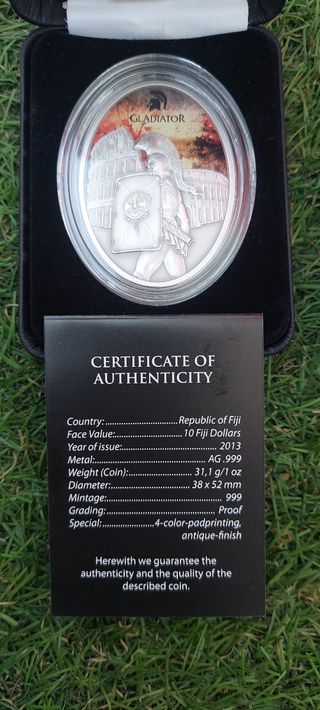 GLADIATOR
CERTIFICATE OF
AUTHENTICITY
Country:..............................Republic of Fiji
Face Value:............................10 Fiji Dollars
Year of issue:........................................2013
Metal:..............................................AG .999
Weight (Coin):.........................31,1 g/1 oz
Diameter:...............................38 x 52 mm
Mintage:............................................ 999
Grading:...........................................Proof
Special:.....................4-color-padprinting,
antique-finish
Herewith we guarantee the
authenticity and the quality of the
described coin.